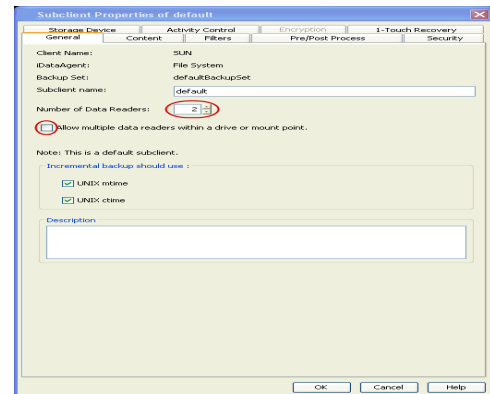 Subclient Properties of default
Storage Device Activity Control Encryption 1-Touch Recovery
General Content Filters Pre/Post Process Security
Client Name: SUN
iDataAgent: File System
Backup Set: defaultBackupSet
Subclient name: default
Number of Data Readers: 2
Allow multiple data readers within a drive or mount point.
Note: This is a default subclient.
Incremental backup should use :
UNIX mtime
UNIX ctime
Description
OK Cancel Help